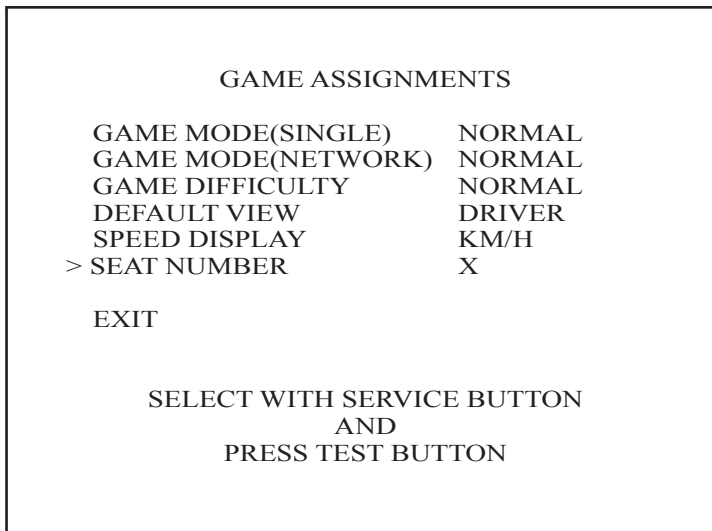 GAME ASSIGNMENTS
GAME MODE(SINGLE) NORMAL
GAME MODE(NETWORK) NORMAL
GAME DIFFICULTY NORMAL
DEFAULT VIEW DRIVER
SPEED DISPLAY KM/H
> SEAT NUMBER X
EXIT
SELECT WITH SERVICE BUTTON
AND
PRESS TEST BUTTON